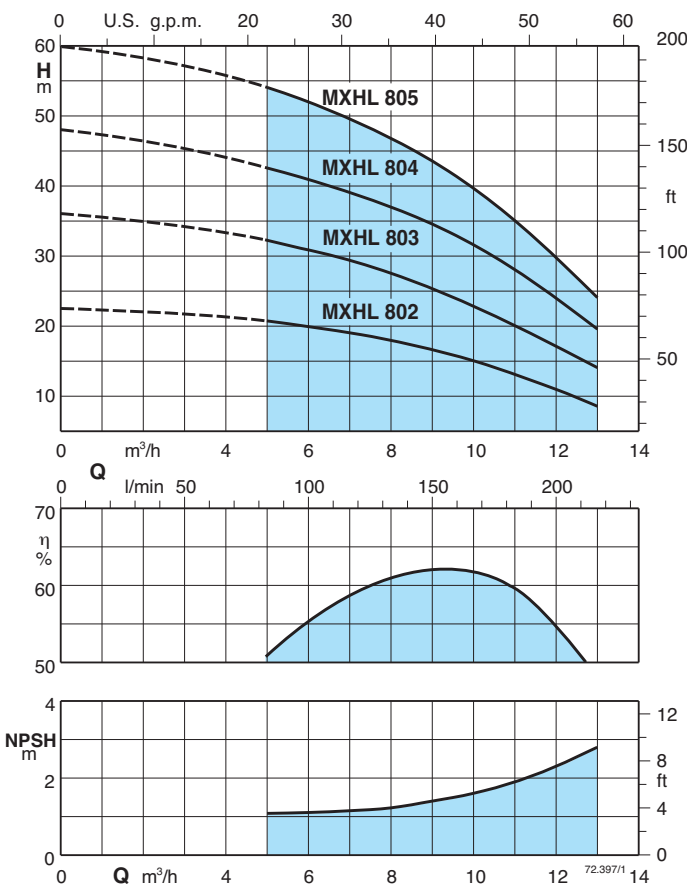 0 U.S. g.p.m. 20 30 40 50 60
60 200
H
m
MXHL 805
50
150
MXHL 804
40
ft
MXHL 803
30 100
MXHL 802
20
50
10
0 m³/h 4 6 8 10 12 14
Q
0 l/min 50 100 150 200
70
η
%
60
50
4
12
NPSH
m
8
2 ft
4
0 0
72.397/1
0 Q m³/h 4 6 8 10 12 14